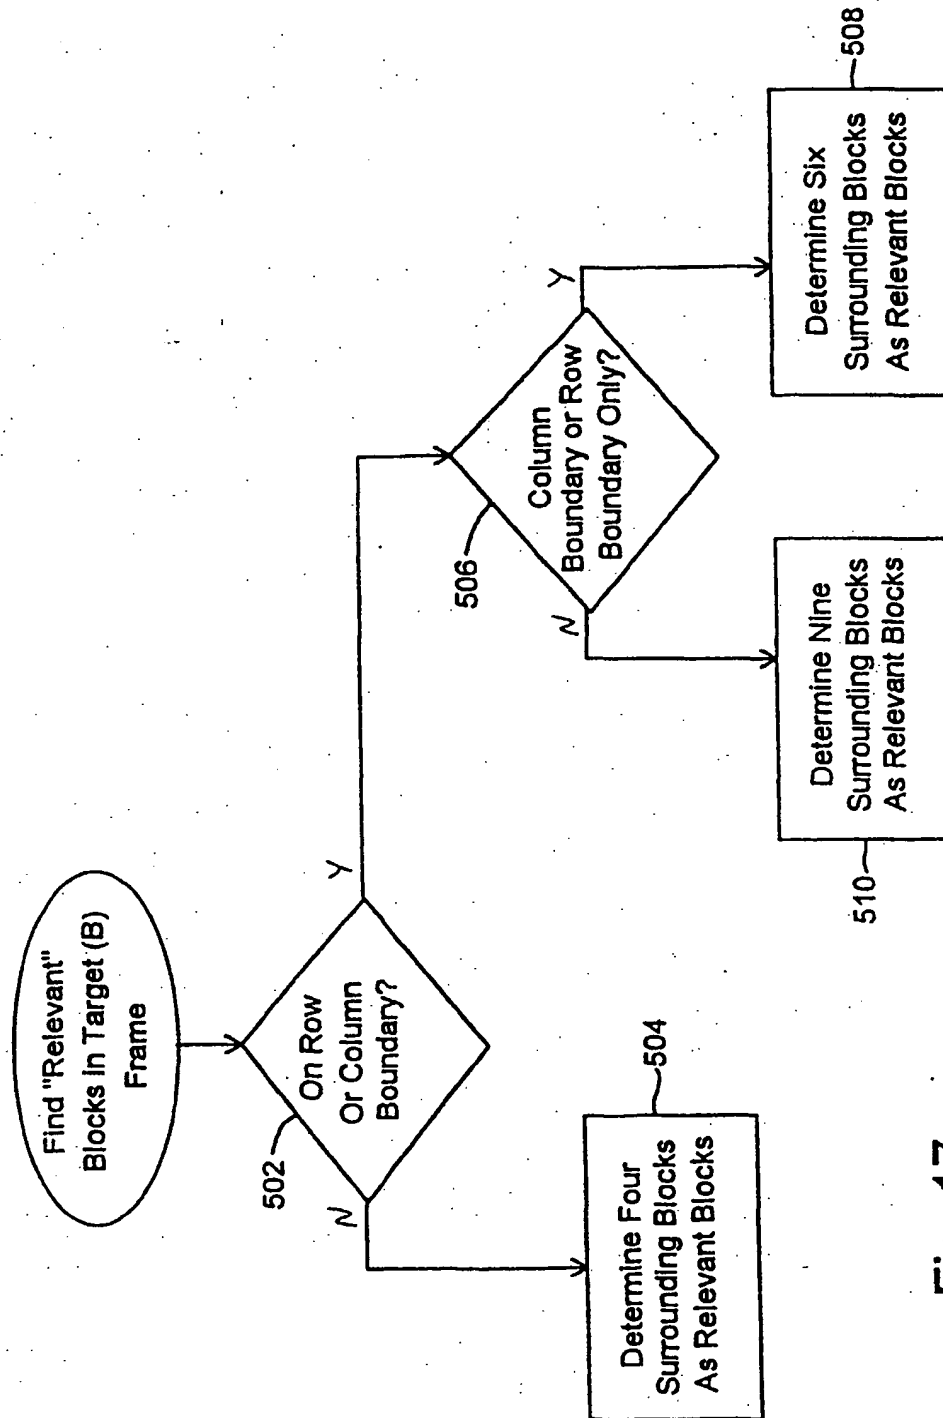 Find "Relevant"
Blocks In Target (B)
Frame
502
On Row
Or Column
Boundary?
N
Y
Determine Four
Surrounding Blocks
As Relevant Blocks
504
506
Column
Boundary or Row
Boundary Only?
N
Y
Determine Nine
Surrounding Blocks
As Relevant Blocks
510
Determine Six
Surrounding Blocks
As Relevant Blocks
508